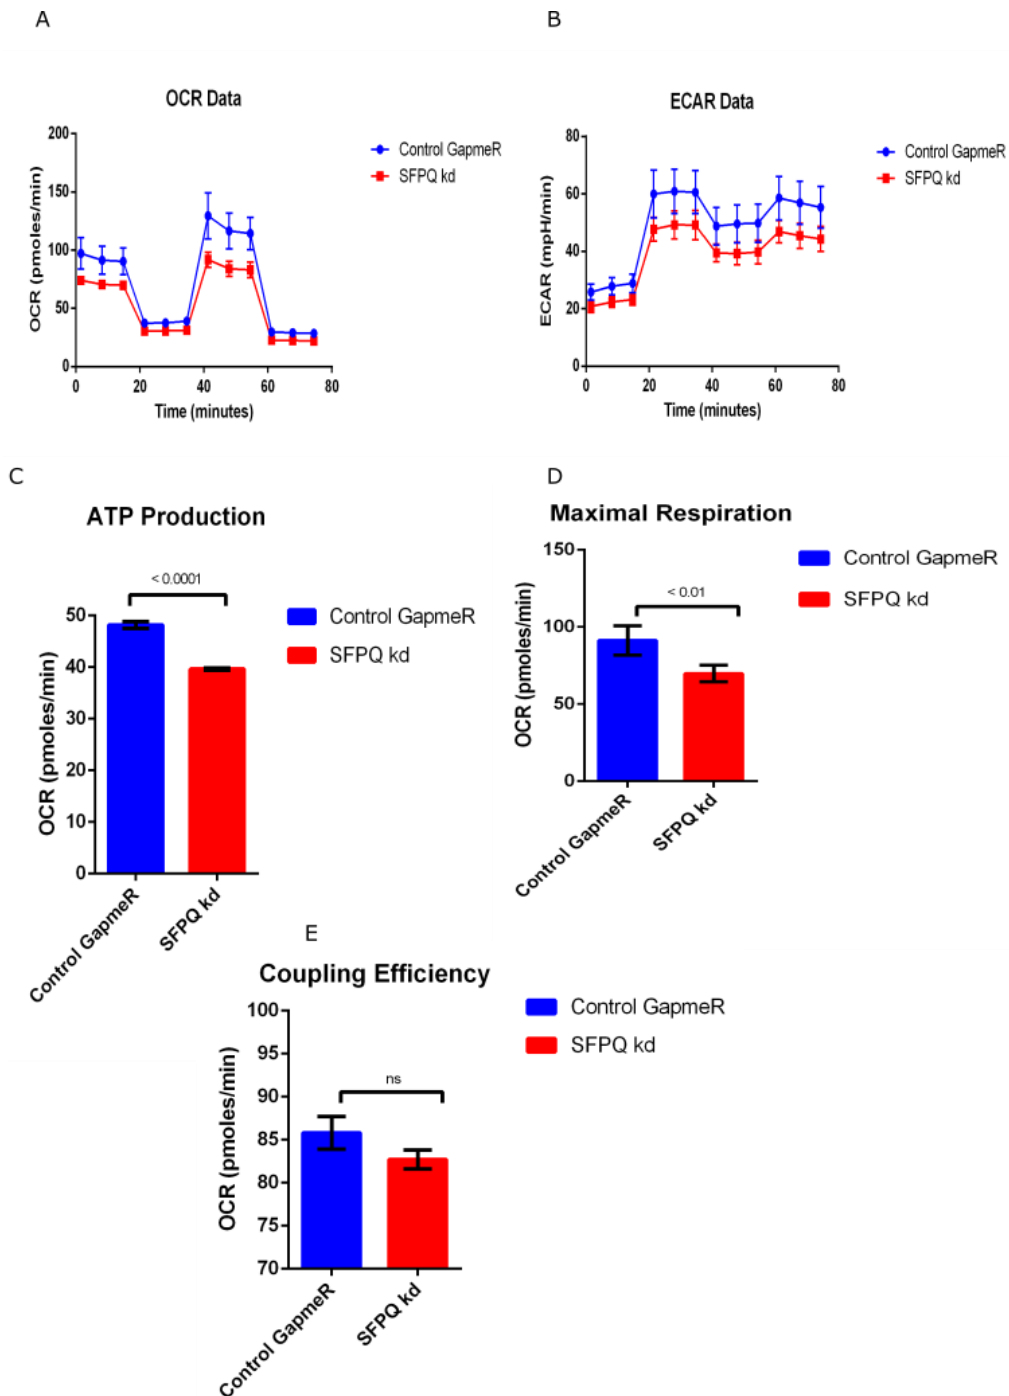 A
B
OCR Data
ECAR Data
200
150
100
50
0
OCR (pmoles/min)
0 20 40 60 80
Time (minutes)
Control GapmeR
SFPQ kd
80
60
40
20
0
ECAR (mpH/min)
0 20 40 60 80
Time (minutes)
Control GapmeR
SFPQ kd
C
D
ATP Production
< 0.0001
50
40
30
20
10
0
OCR (pmoles/min)
Control GapmeR
SFPQ kd
Control GapmeR
SFPQ kd
Maximal Respiration
< 0.01
150
100
50
0
OCR (pmoles/min)
Control GapmeR
SFPQ kd
Control GapmeR
SFPQ kd
E
Coupling Efficiency
ns
100
95
90
85
80
75
70
OCR (pmoles/min)
Control GapmeR
SFPQ kd
Control GapmeR
SFPQ kd